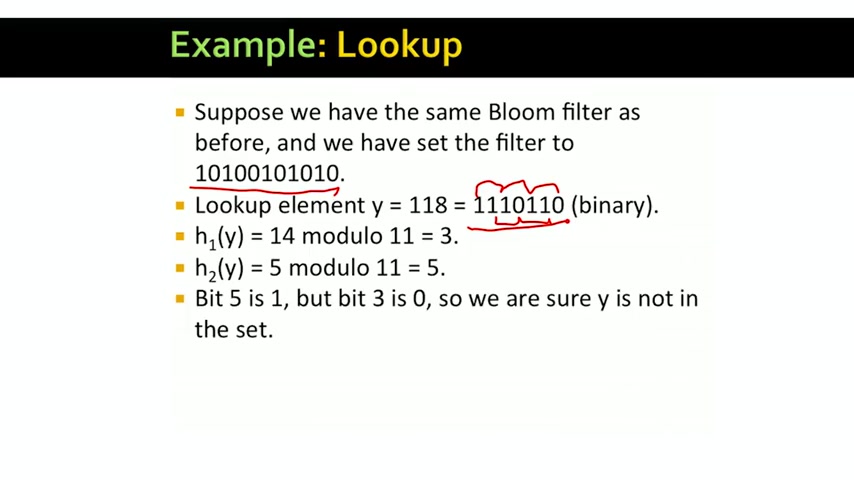 Example: Lookup
▪ Suppose we have the same Bloom filter as
before, and we have set the filter to
10100101010.
▪ Lookup element y = 118 = 1110110 (binary).
▪ h₁(y) = 14 modulo 11 = 3.
▪ h₂(y) = 5 modulo 11 = 5.
▪ Bit 5 is 1, but bit 3 is 0, so we are sure y is not in
the set.